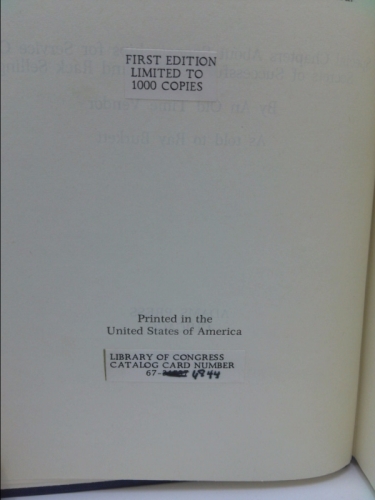 FIRST EDITION
LIMITED TO
1000 COPIES
Printed in the
United States of America
LIBRARY OF CONGRESS
CATALOG CARD NUMBER
67- 6844